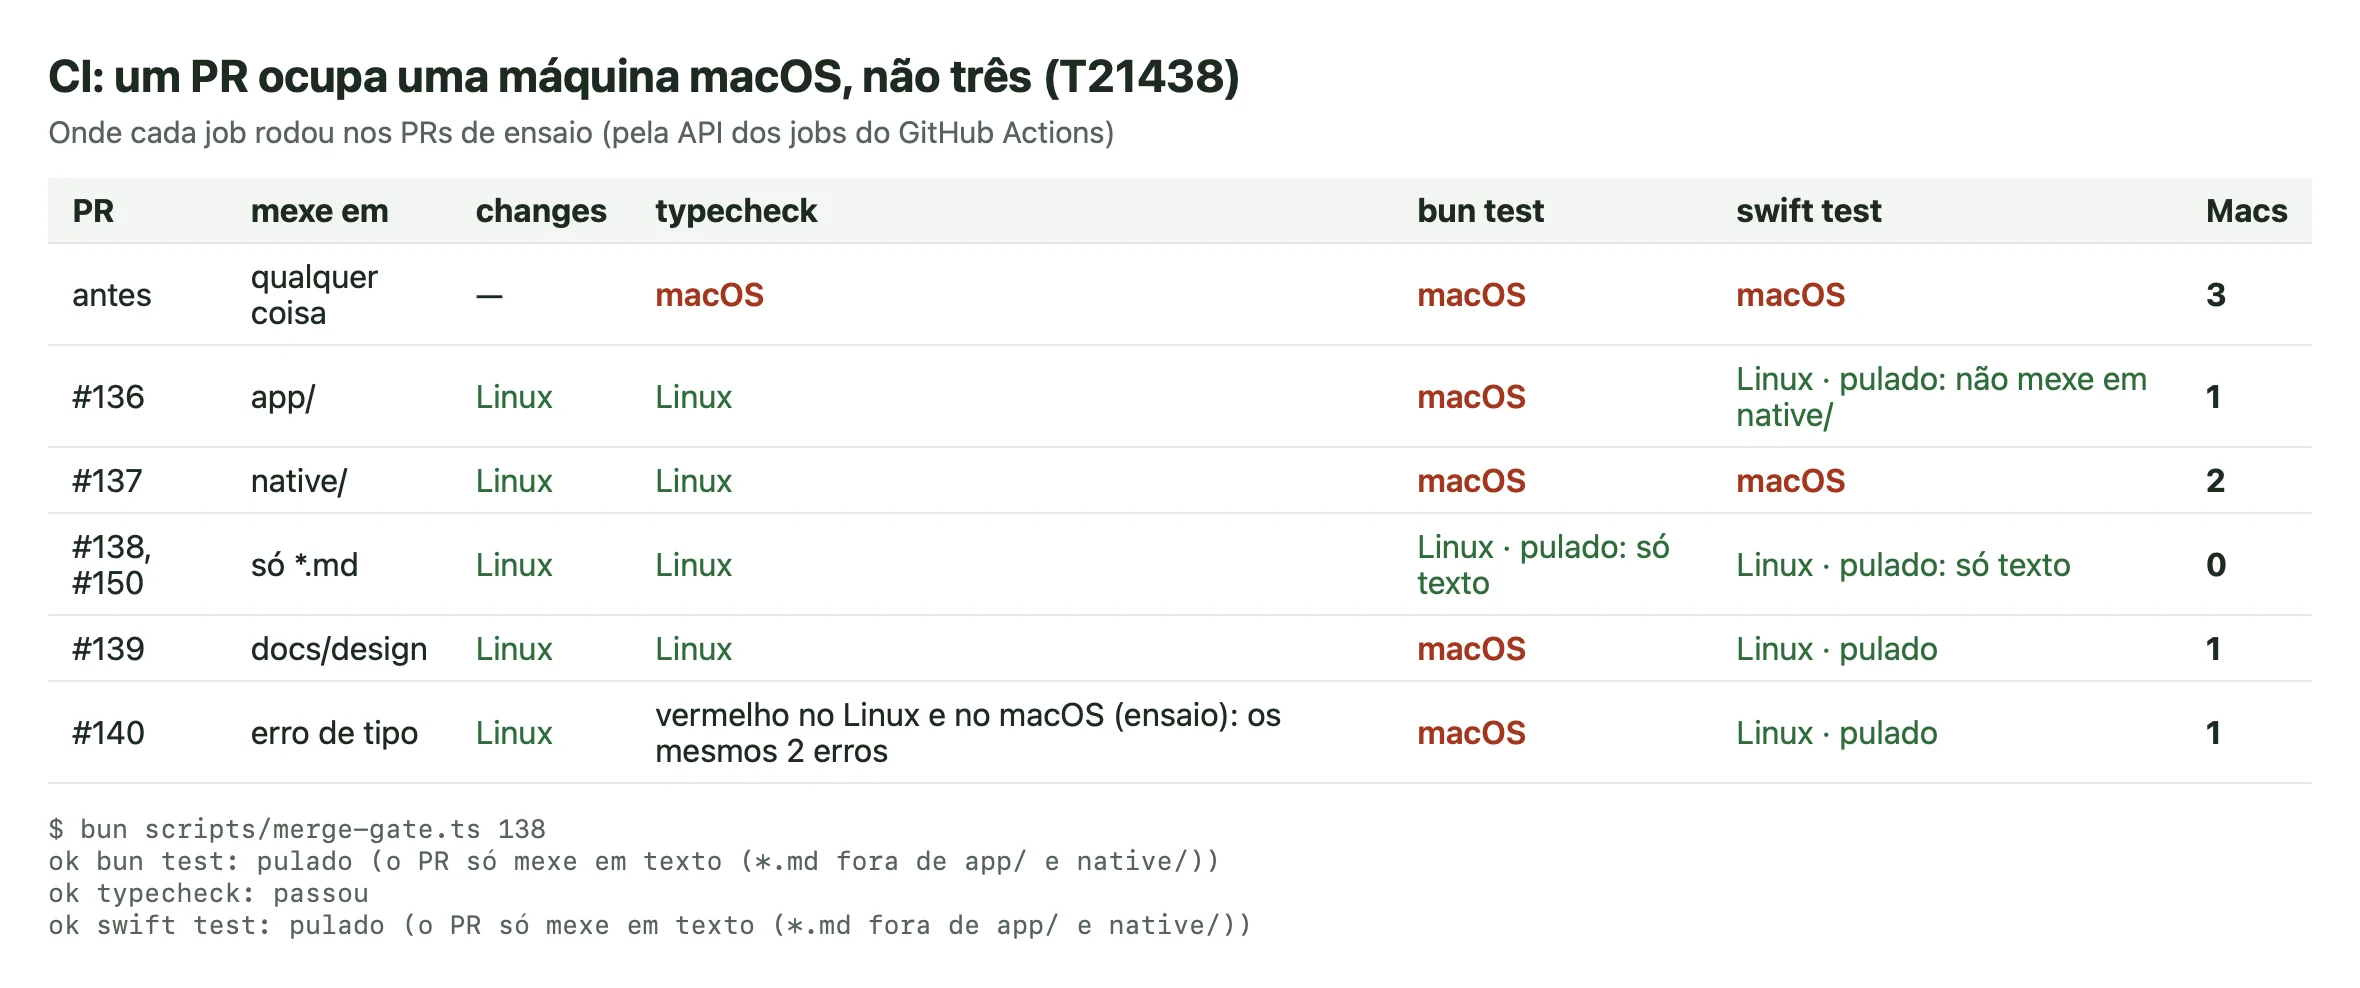 CI: um PR ocupa uma máquina macOS, não três (T21438)
Onde cada job rodou nos PRs de ensaio (pela API dos jobs do GitHub Actions)
PR mexe em changes typecheck bun test swift test Macs
antes qualquer coisa — macOS macOS macOS 3
#136 app/ Linux Linux macOS Linux · pulado: não mexe em native/ 1
#137 native/ Linux Linux macOS macOS 2
#138, #150 só *.md Linux Linux Linux · pulado: só texto Linux · pulado: só texto 0
#139 docs/design Linux Linux macOS Linux · pulado 1
#140 erro de tipo Linux vermelho no Linux e no macOS (ensaio): os mesmos 2 erros macOS Linux · pulado 1
$ bun scripts/merge-gate.ts 138
ok bun test: pulado (o PR só mexe em texto (*.md fora de app/ e native/))
ok typecheck: passou
ok swift test: pulado (o PR só mexe em texto (*.md fora de app/ e native/))